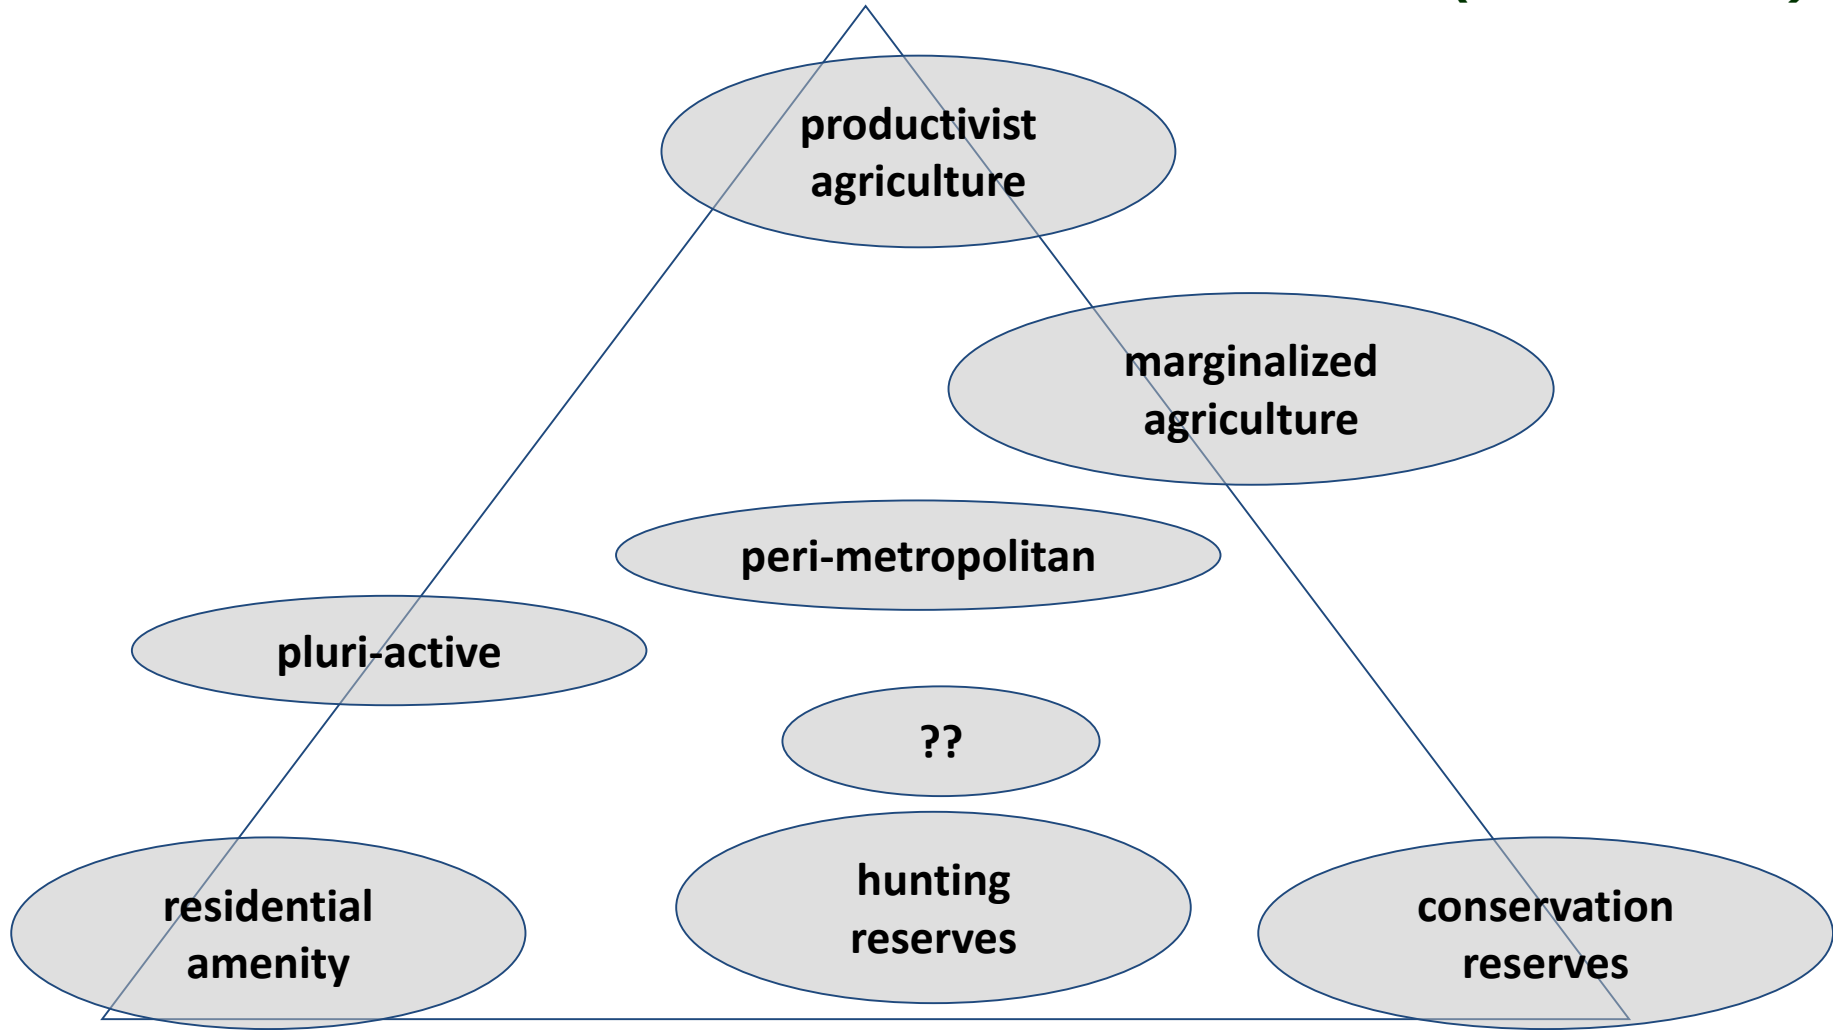 productivist
agriculture
marginalized
agriculture
peri-metropolitan
pluri-active
??
hunting
reserves
residential
amenity
conservation
reserves